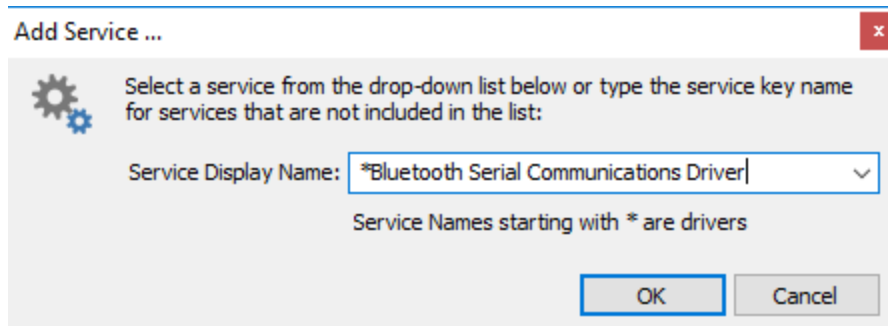 Add Service ...
x
Select a service from the drop-down list below or type the service key name
for services that are not included in the list:
Service Display Name: *Bluetooth Serial Communications Driver
Service Names starting with * are drivers
OK Cancel